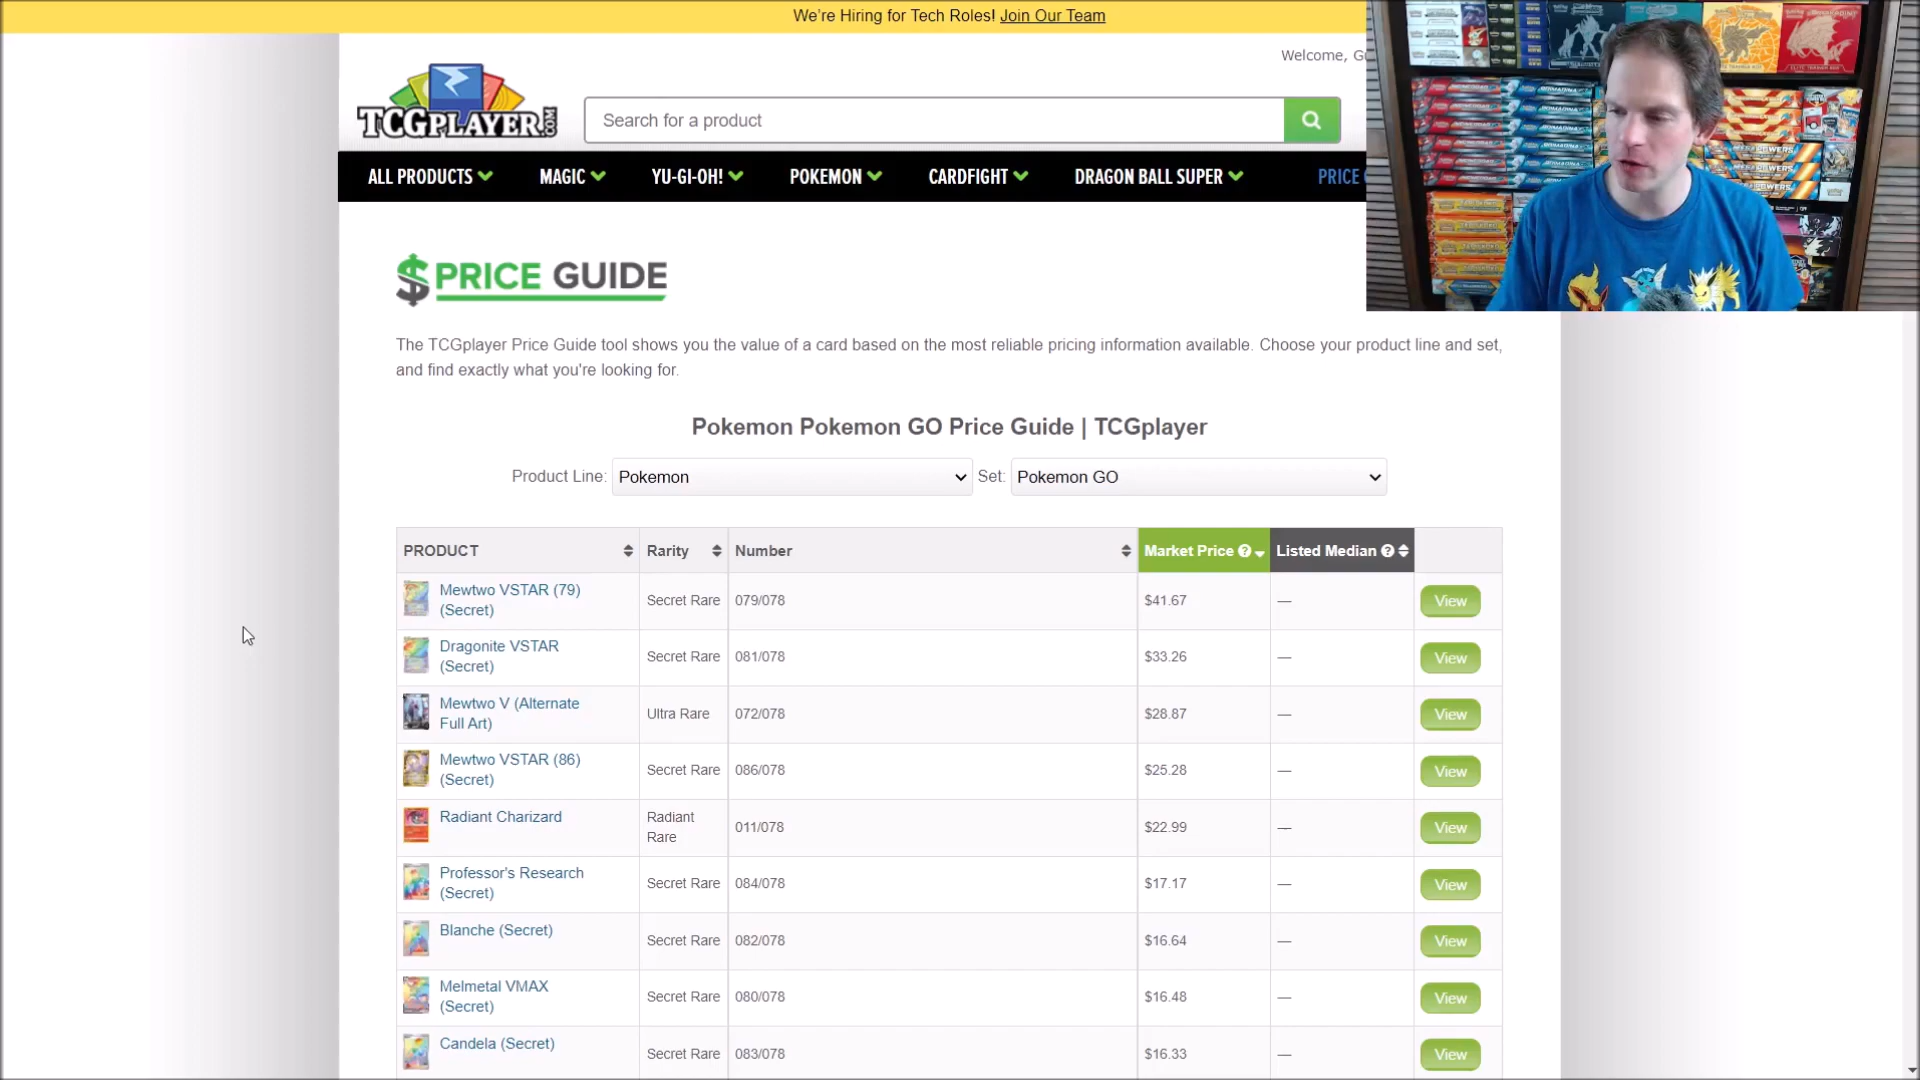 We're Hiring for Tech Roles! Join Our Team
Welcome, Gu
TCGPLAYER.COM
Search for a product
ALL PRODUCTS MAGIC YU-GI-OH! POKEMON CARDFIGHT DRAGON BALL SUPER PRICE
$PRICE GUIDE
The TCGplayer Price Guide tool shows you the value of a card based on the most reliable pricing information available. Choose your product line and set,
and find exactly what you're looking for.
Pokemon Pokemon GO Price Guide | TCGplayer
Product Line: Pokemon Set: Pokemon GO
PRODUCT Rarity Number Market Price ? Listed Median ?
Mewtwo VSTAR (79)
(Secret) Secret Rare 079/078 $41.67 — View
Dragonite VSTAR
(Secret) Secret Rare 081/078 $33.26 — View
Mewtwo V (Alternate
Full Art) Ultra Rare 072/078 $28.87 — View
Mewtwo VSTAR (86)
(Secret) Secret Rare 086/078 $25.28 — View
Radiant Charizard Radiant
Rare 011/078 $22.99 — View
Professor's Research
(Secret) Secret Rare 084/078 $17.17 — View
Blanche (Secret) Secret Rare 082/078 $16.64 — View
Melmetal VMAX
(Secret) Secret Rare 080/078 $16.48 — View
Candela (Secret) Secret Rare 083/078 $16.33 — View